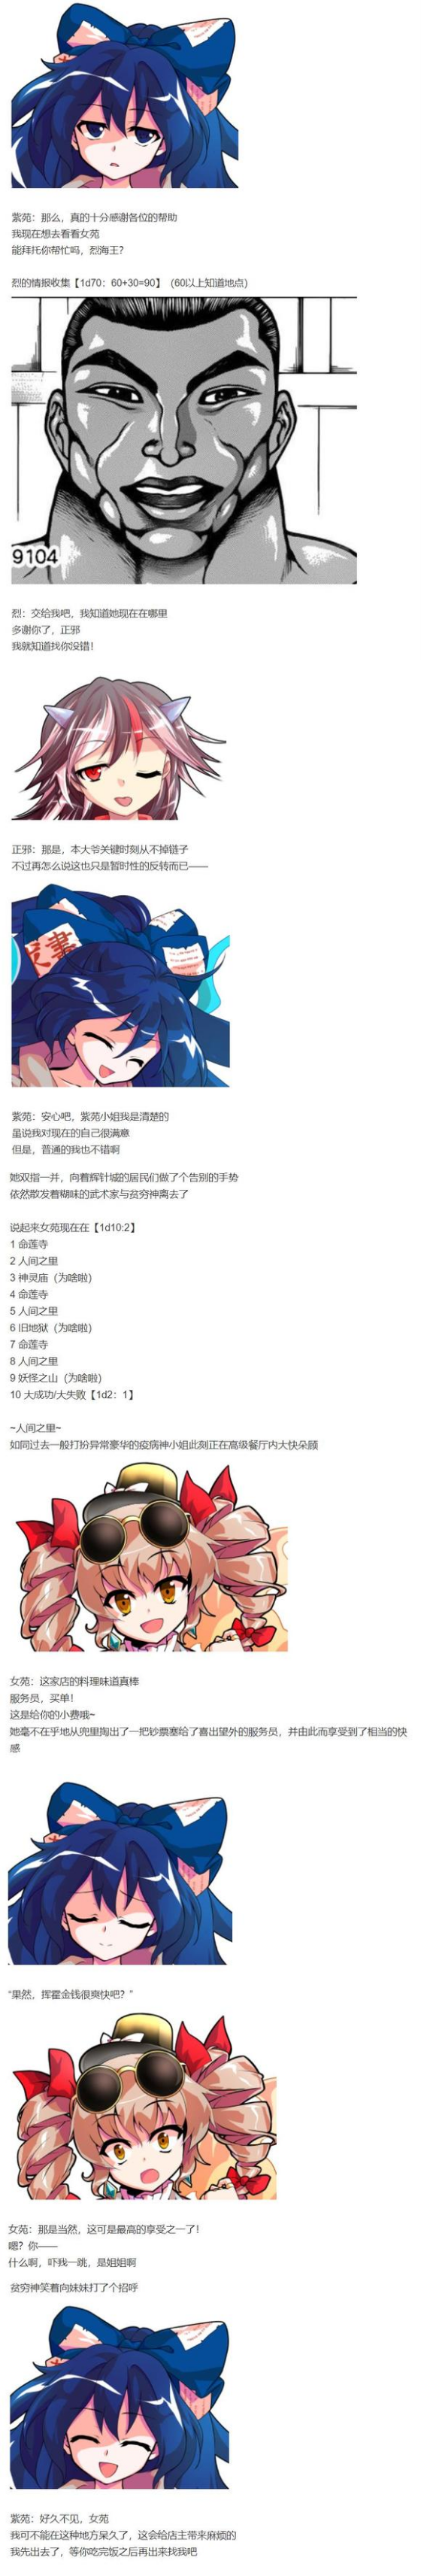 紫苑：那么，真的十分感谢各位的帮助
我现在想去看看女苑
能拜托你帮忙吗，烈海王？
烈的情报收集【1d70：60+30=90】（60以上知道地点）
9104
烈：交给我吧，我知道她现在在哪里
多谢你了，正邪
我就知道找你没错！
正邪：那是，本大爷关键时刻从不掉链子
不过再怎么说这也只是暂时性的反转而已——
紫苑：安心吧，紫苑小姐我是清楚的
虽说我对现在的自己很满意
但是，普通的我也不错啊
她双指一并，向着辉针城的居民们做了个告别的手势
依然散发着糊味的武术家与贫穷神离去了
说起来女苑现在在【1d10:2】
1 命莲寺
2 人间之里
3 神灵庙（为啥啦）
4 命莲寺
5 人间之里
6 旧地狱（为啥啦）
7 命莲寺
8 人间之里
9 妖怪之山（为啥啦）
10 大成功/大失败【1d2：1】
~人间之里~
如同过去一般打扮异常豪华的疫病神小姐此刻正在高级餐厅内大快朵颐
女苑：这家店的料理味道真棒
服务员，买单！
这是给你的小费哦~
她毫不在乎地从兜里掏出了一把钞票塞给了喜出望外的服务员，并由此而享受到了相当的快
感
“果然，挥霍金钱很爽快吧？”
女苑：那是当然，这可是最高的享受之一了！
嗯？你——
什么啊，吓我一跳，是姐姐啊
贫穷神笑着向妹妹打了个招呼
紫苑：好久不见，女苑
我可不能在这种地方呆久了，这会给店主带来麻烦的
我先出去了，等你吃完饭之后再出来找我吧